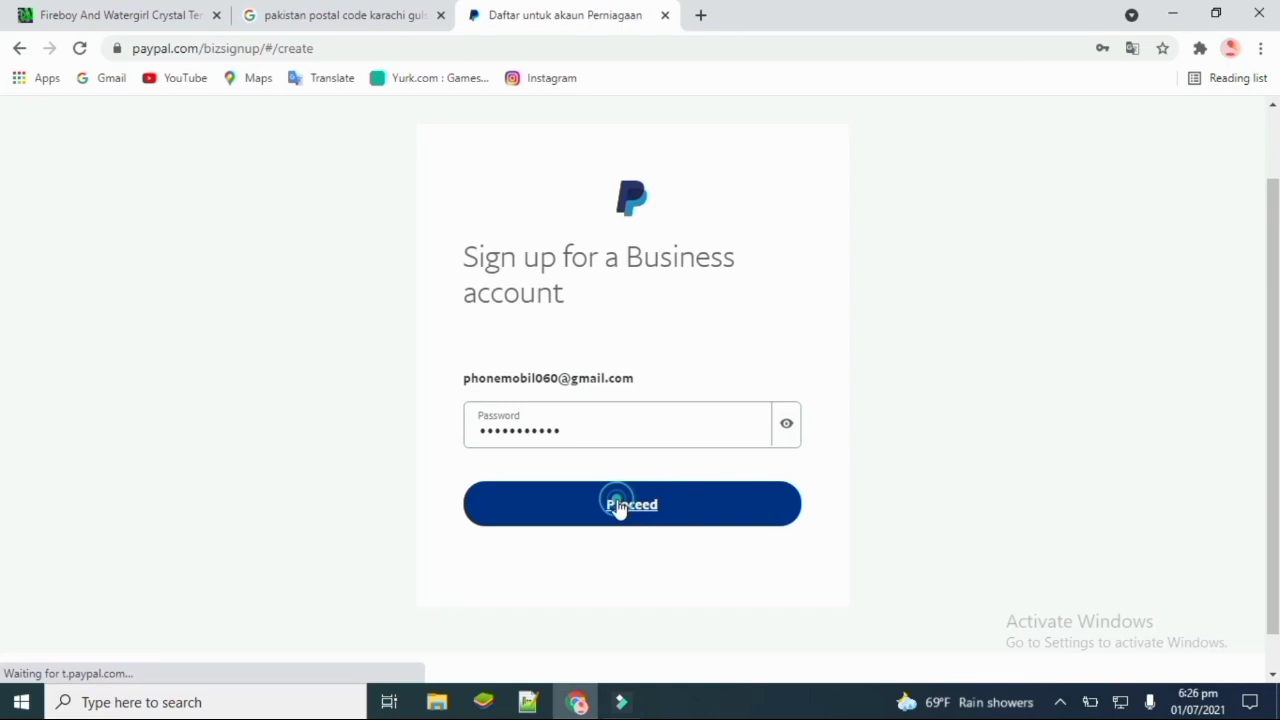 Fireboy And Watergirl Crystal Ter
pakistan postal code karachi guls
Daftar untuk akaun Perniagaan
paypal.com/bizsignup/#/create
Apps
Gmail
YouTube
Maps
Translate
Yurk.com : Games...
Instagram
Reading list
Sign up for a Business
account
phonemobil060@gmail.com
Password
•••••••••••
Proceed
Activate Windows
Go to Settings to activate Windows.
Waiting for t.paypal.com...
Type here to search
69°F Rain showers
6:26 pm
01/07/2021